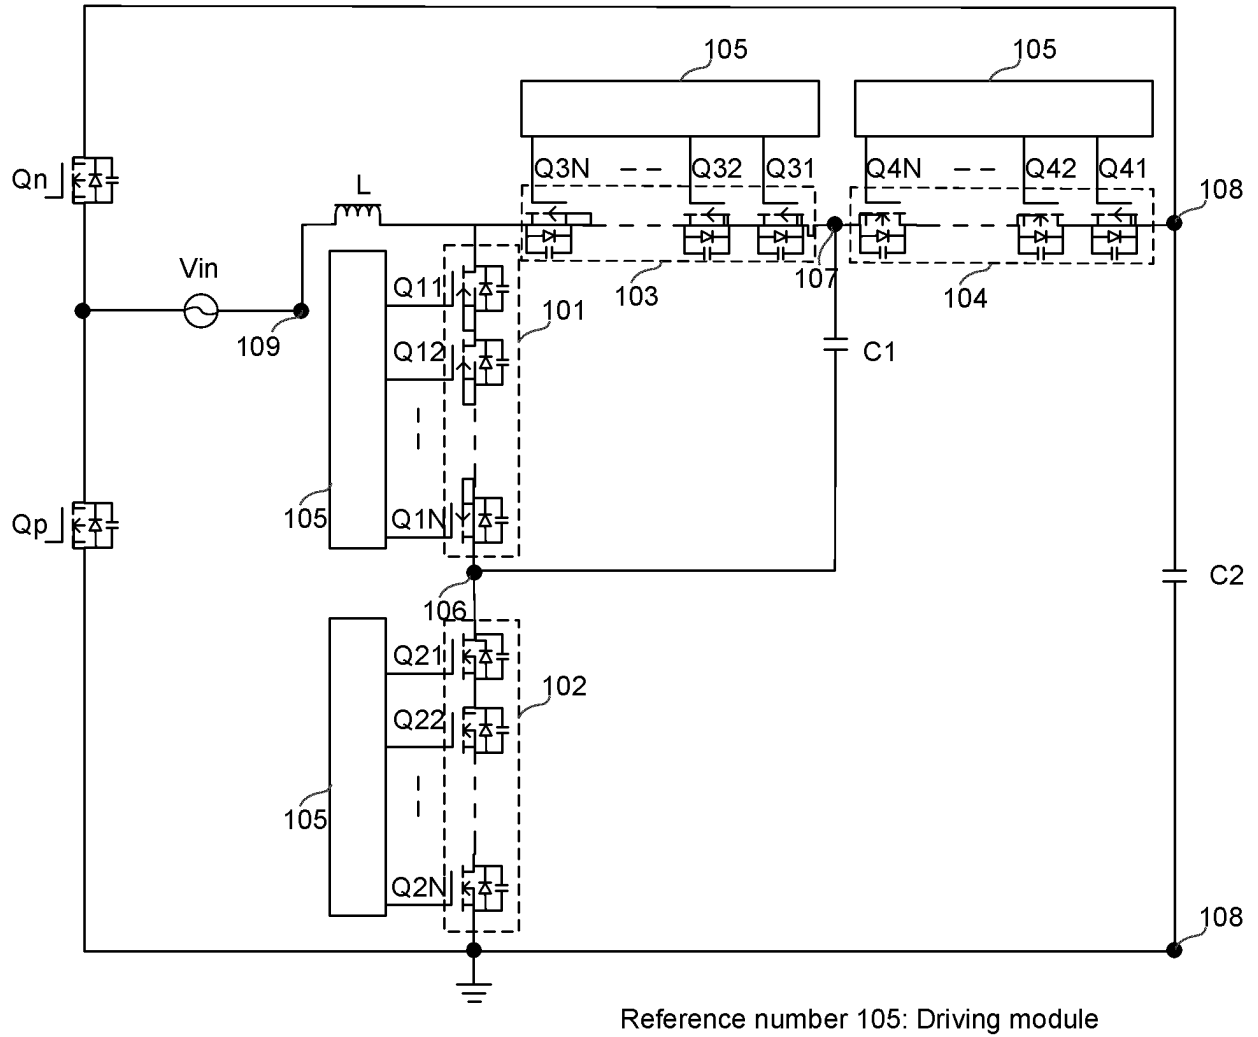 105 105
Q3N Q32 Q31 Q4N Q42 Q41
Qn L 108
Vin 107
103 104
Q11 101
109
Q12 C1
105 Q1N
Qp
C2
106
Q21
102
Q22
105
Q2N
108
Reference number 105: Driving module